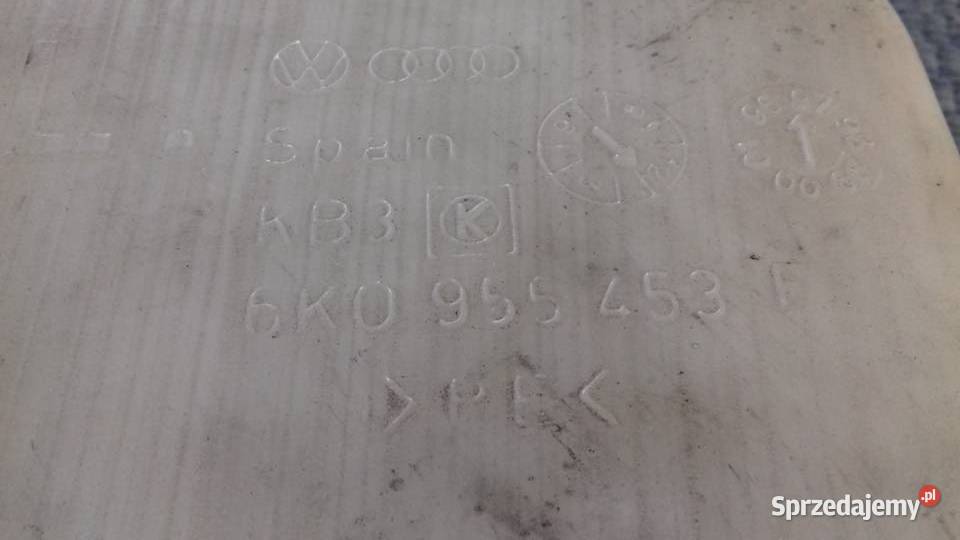 Spain
KB3 [K]
6K0 955 453 F
>PE<
Sprzedajemy.pl